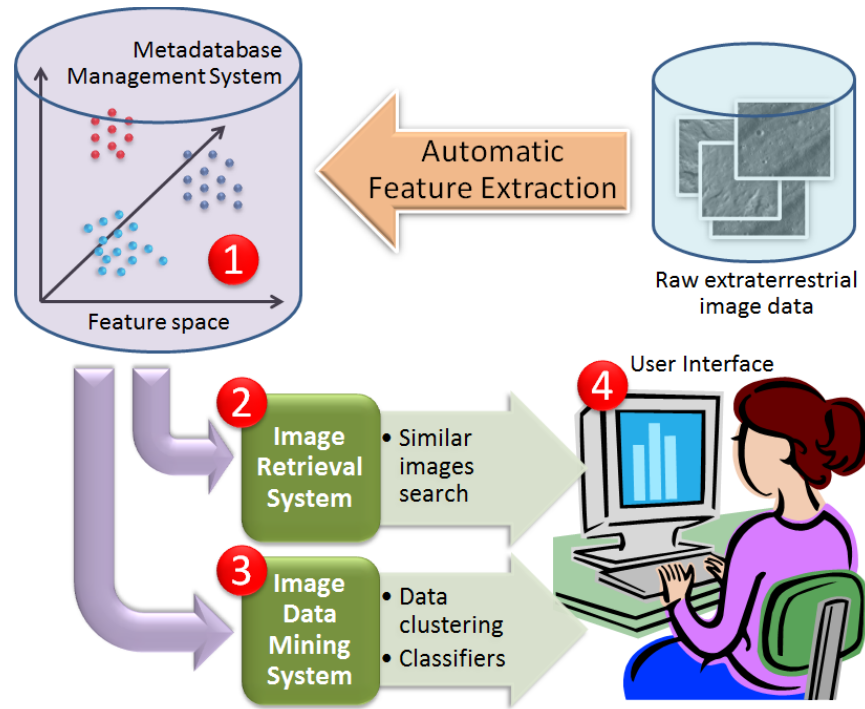 Metadatabase
Management System
1
Feature space
Automatic
Feature Extraction
Raw extraterrestrial
image data
2
Image
Retrieval
System
• Similar
images
search
3
Image
Data
Mining
System
• Data
clustering
• Classifiers
4
User Interface